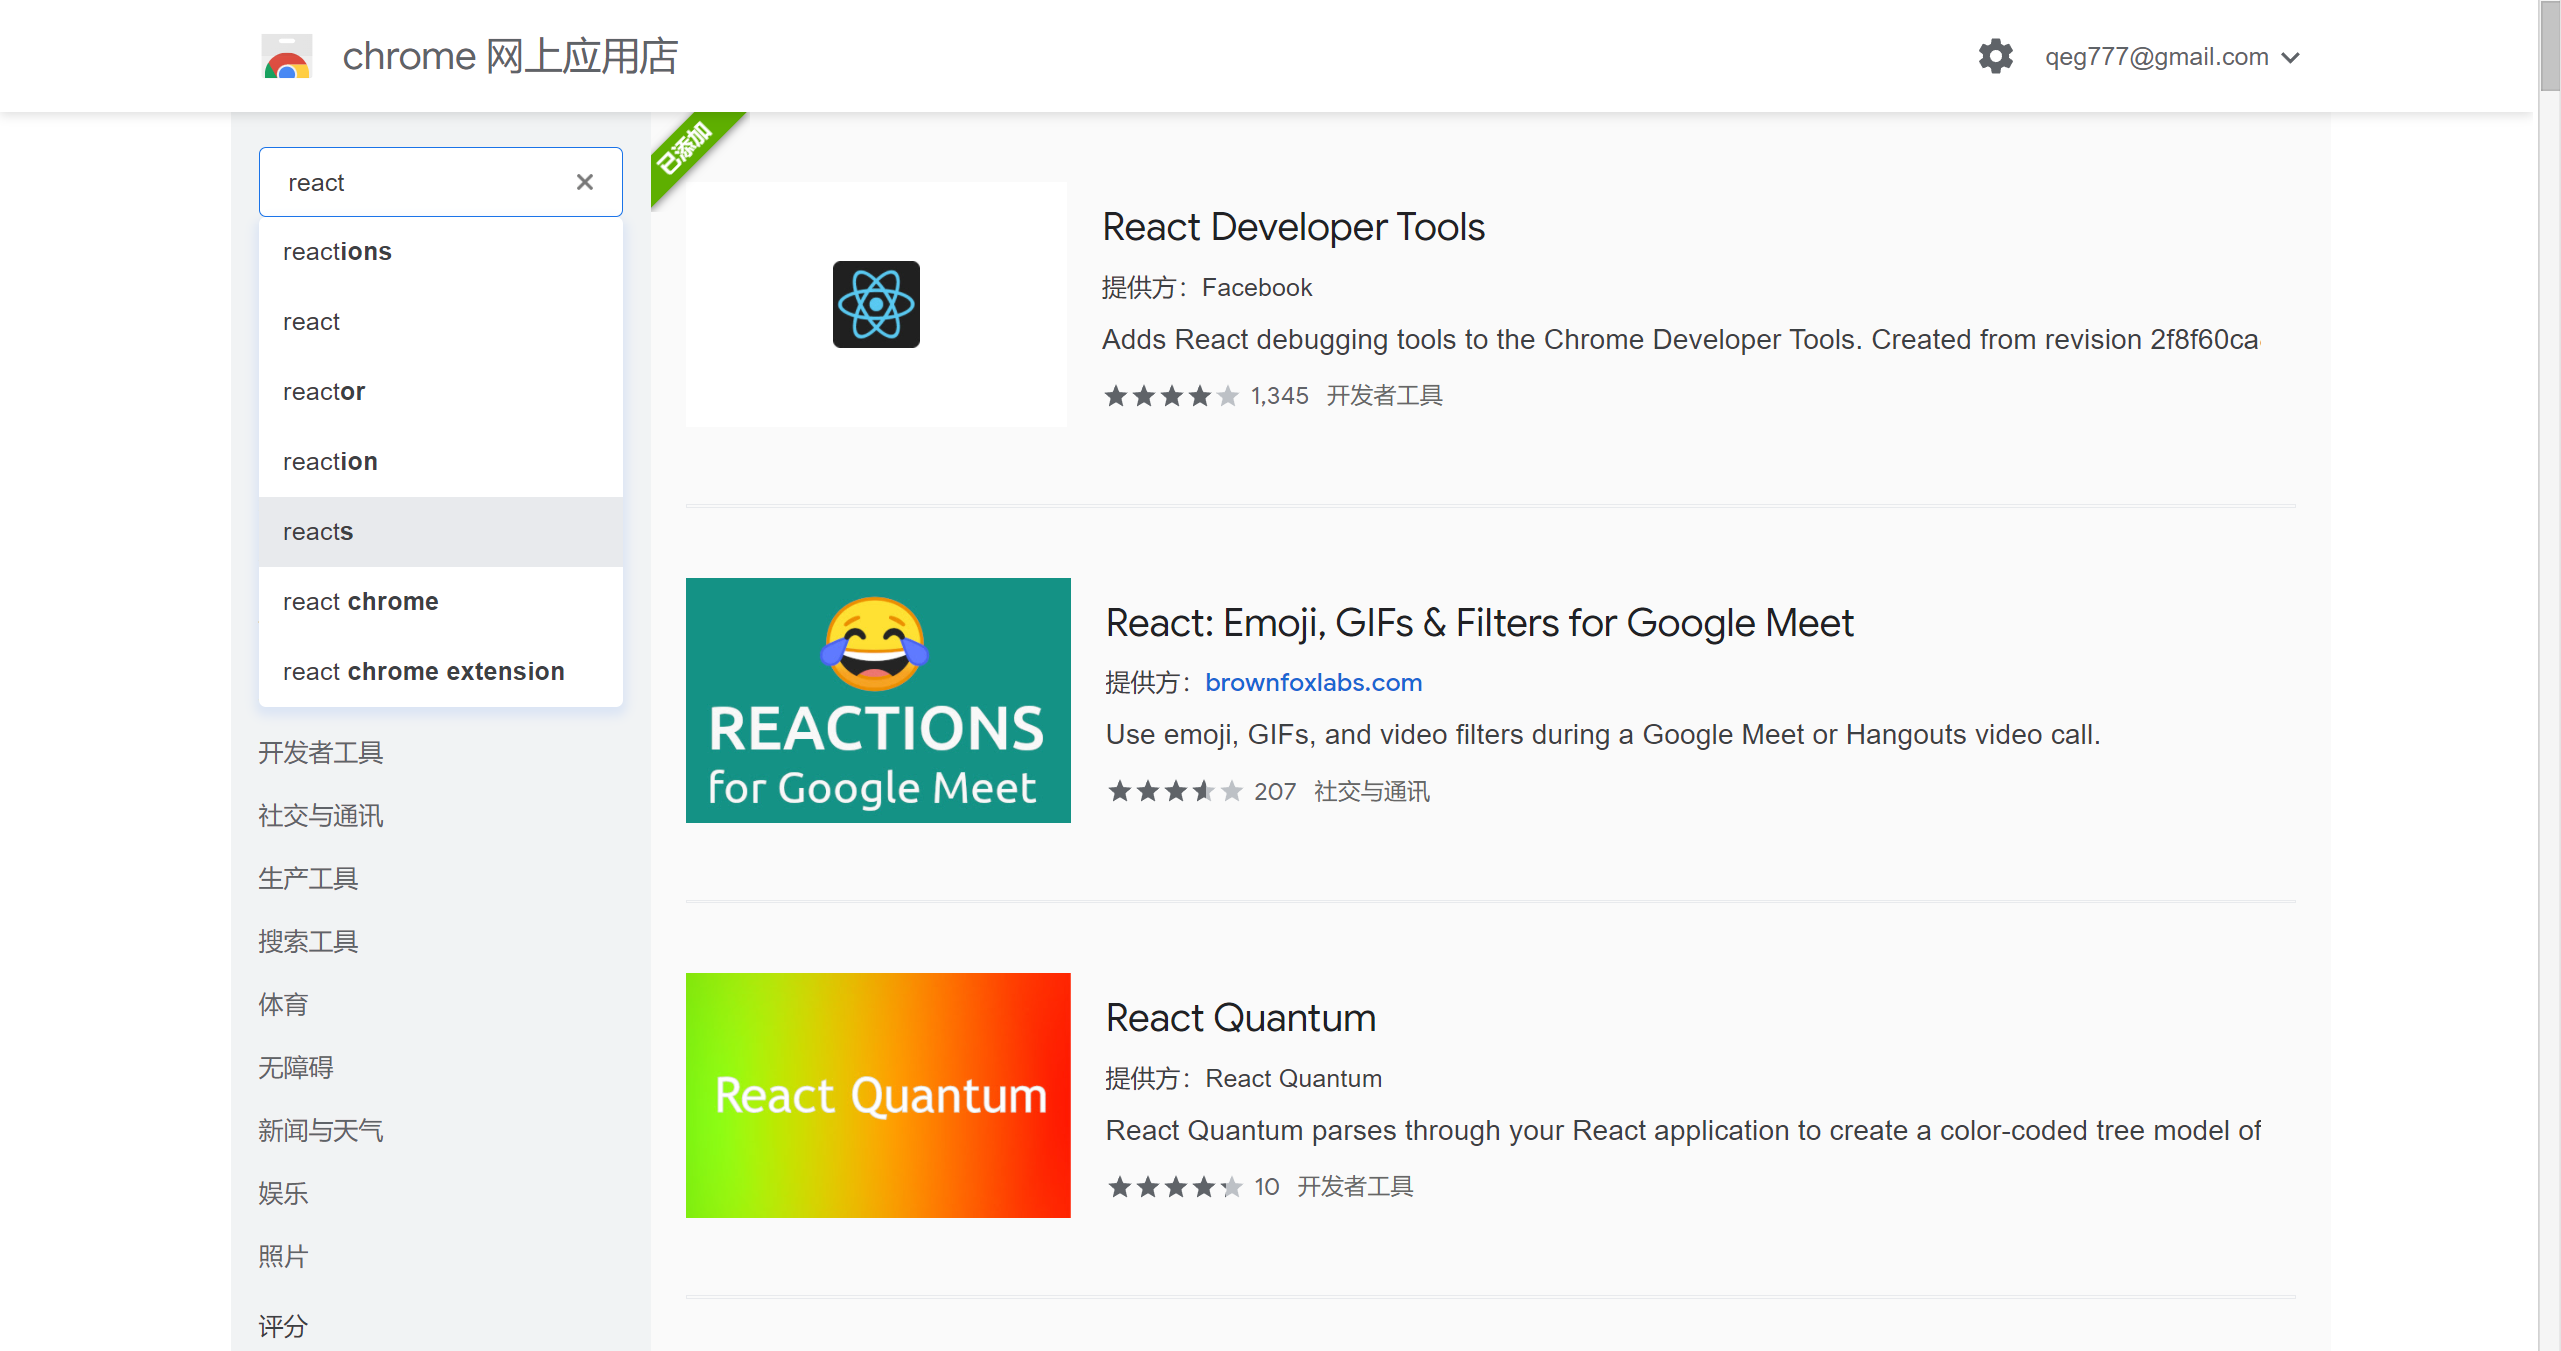 chrome 网上应用店
qeg777@gmail.com
react
reactions
react
reactor
reaction
reacts
react chrome
react chrome extension
开发者工具
社交与通讯
生产工具
搜索工具
体育
无障碍
新闻与天气
娱乐
照片
评分
已添加
React Developer Tools
提供方：Facebook
Adds React debugging tools to the Chrome Developer Tools. Created from revision 2f8f60ca
1,345 开发者工具
REACTIONS
for Google Meet
React: Emoji, GIFs & Filters for Google Meet
提供方：brownfoxlabs.com
Use emoji, GIFs, and video filters during a Google Meet or Hangouts video call.
207 社交与通讯
React Quantum
React Quantum
提供方：React Quantum
React Quantum parses through your React application to create a color-coded tree model of
10 开发者工具